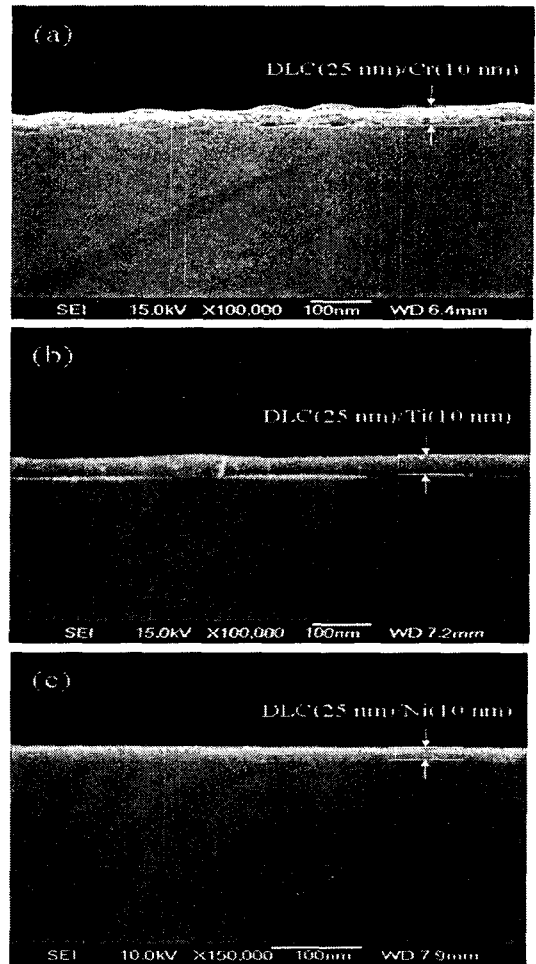 (a)
DLC(25 nm)/Cr(10 nm)
SEI 15.0kV X100,000 100nm WD 6.4mm
(b)
DLC(25 nm)/Ti(10 nm)
SEI 15.0kV X100,000 100nm WD 7.2mm
(c)
DLC(25 nm)/Ni(10 nm)
SEI 10.0kV X150,000 100nm WD 7.9mm